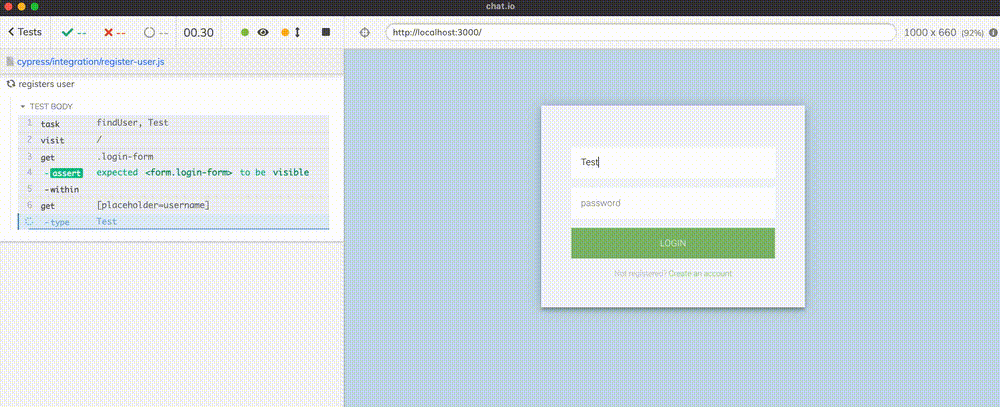 chat.io
Tests -- -- -- 00.30
http://localhost:3000/ 1000 x 660 (92%)
cypress/integration/register-user.js
registers user
TEST BODY
1 task findUser, Test
2 visit /
3 get .login-form
4 -assert expected <form.login-form> to be visible
5 -within
6 get [placeholder=username]
-type Test
Test
password
LOGIN
Not registered? Create an account